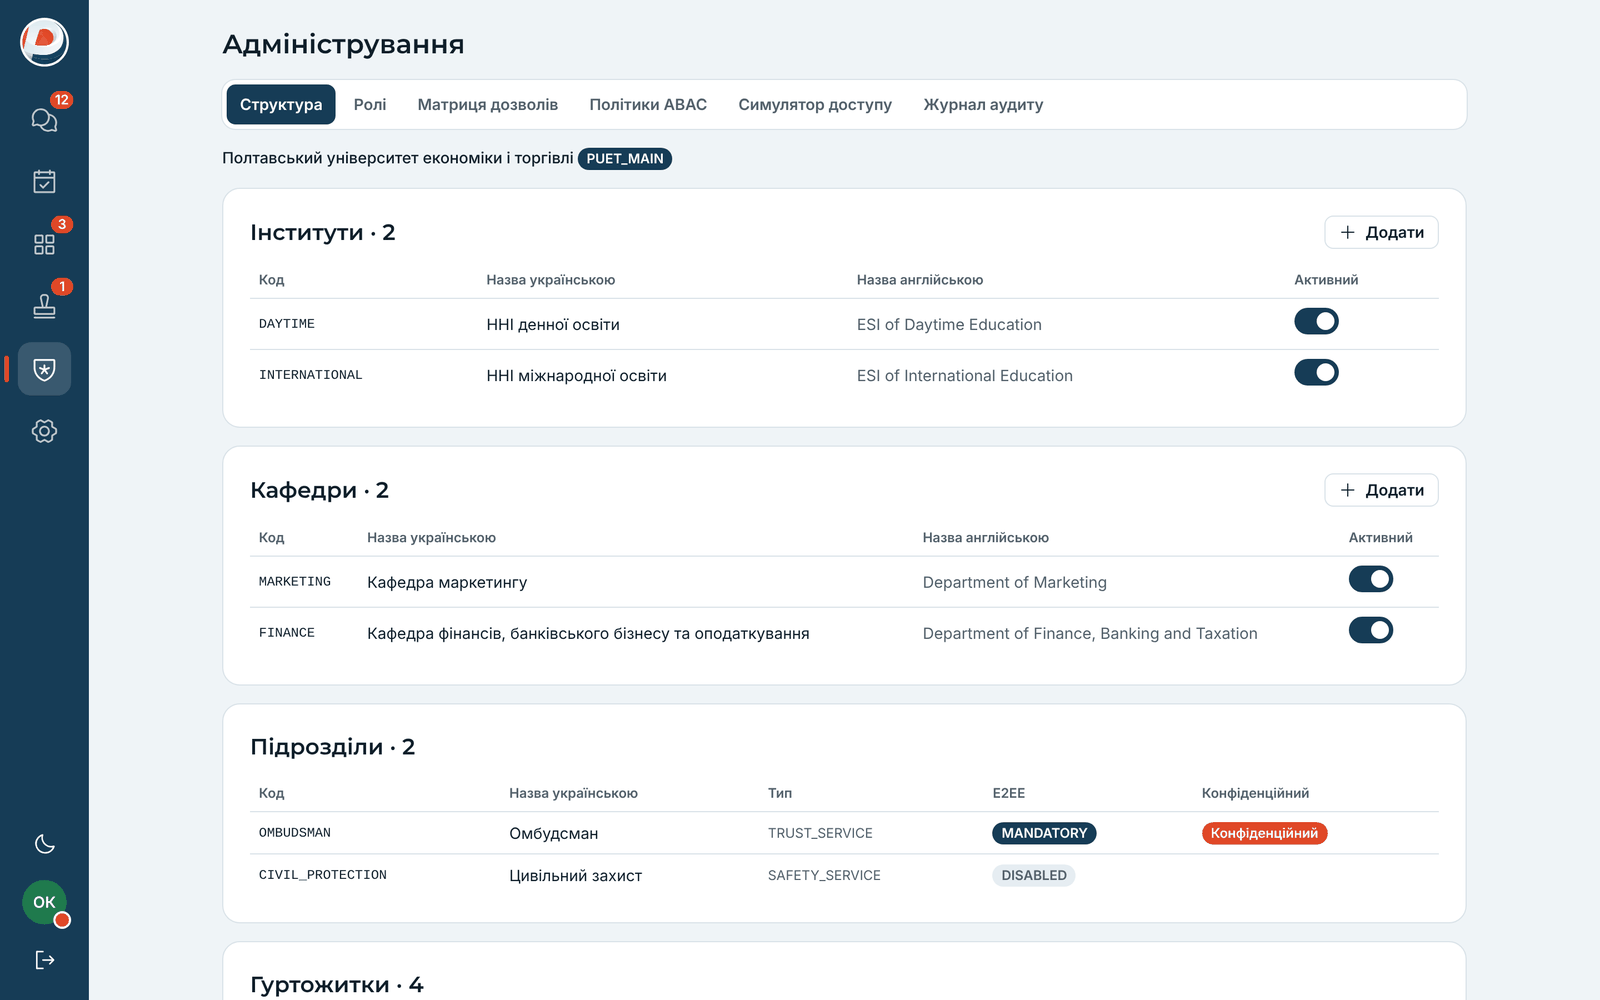 Адміністрування
12
Структура Ролі Матриця дозволів Політики ABAC Симулятор доступу Журнал аудиту
Полтавський університет економіки і торгівлі PUET_MAIN
3
1
Інститути · 2
Додати
Код Назва українською Назва англійською Активний
DAYTIME ННІ денної освіти ESI of Daytime Education
INTERNATIONAL ННІ міжнародної освіти ESI of International Education
Кафедри · 2
Додати
Код Назва українською Назва англійською Активний
MARKETING Кафедра маркетингу Department of Marketing
FINANCE Кафедра фінансів, банківського бізнесу та оподаткування Department of Finance, Banking and Taxation
Підрозділи · 2
Код Назва українською Тип E2EE Конфіденційний
OMBUDSMAN Омбудсман TRUST_SERVICE MANDATORY Конфіденційний
CIVIL_PROTECTION Цивільний захист SAFETY_SERVICE DISABLED
ОК
Гуртожитки · 4